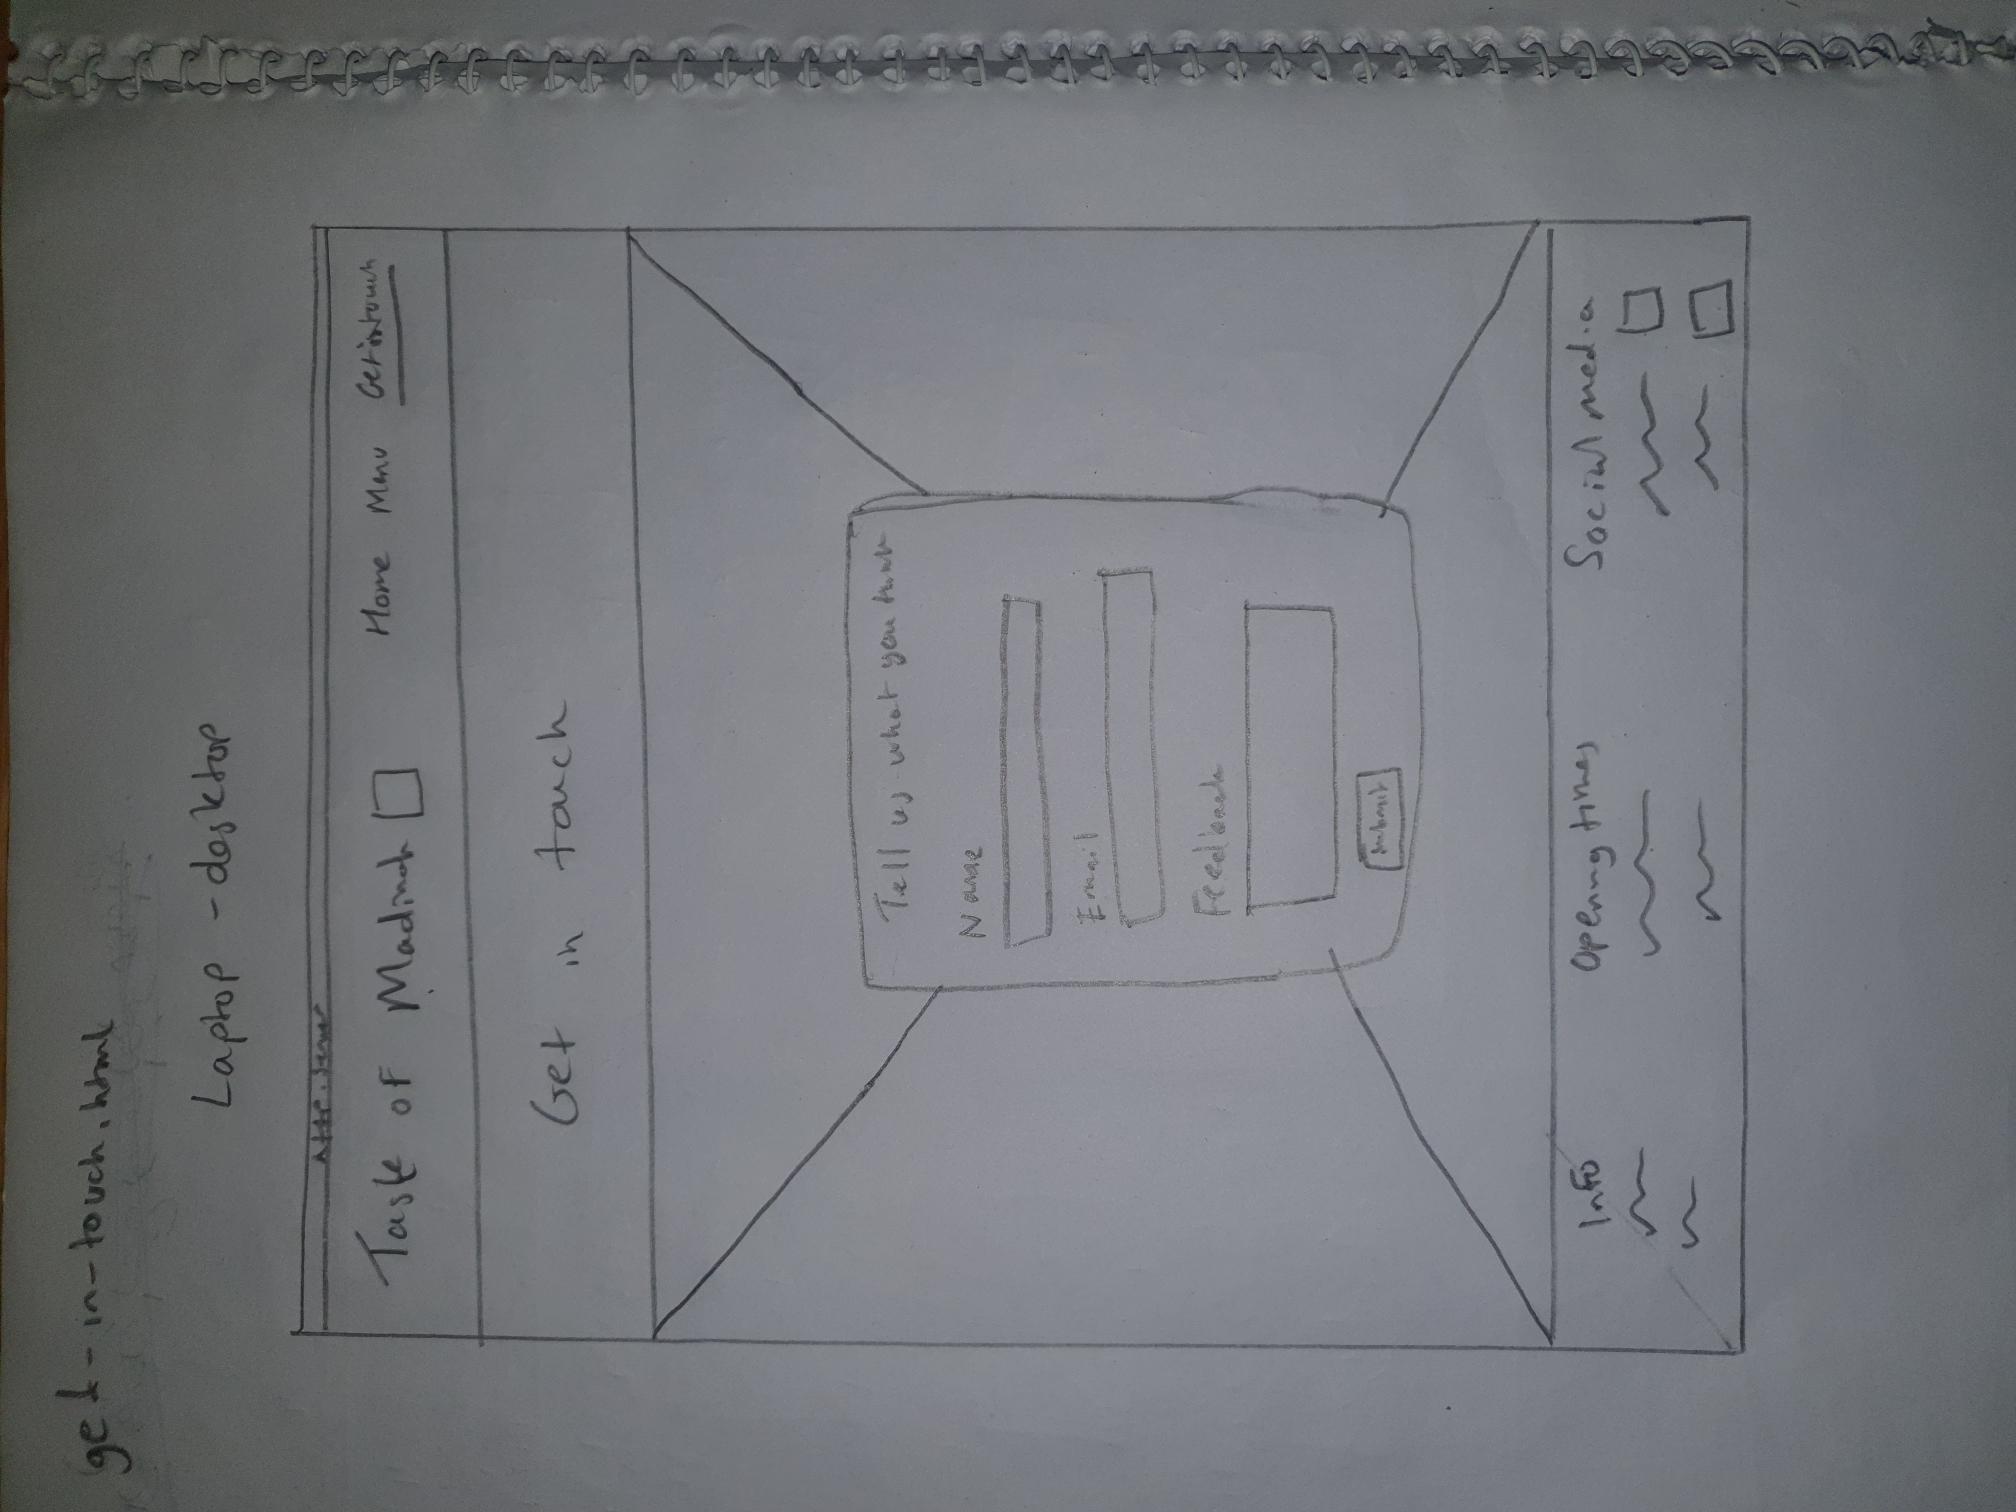 get-in-touch.html
Laptop - desktop
Taste of Madinah
Home Menu Get in touch
Get in touch
Tell us what you think
Name
Email
Feedback
submit
Info Opening times Social media